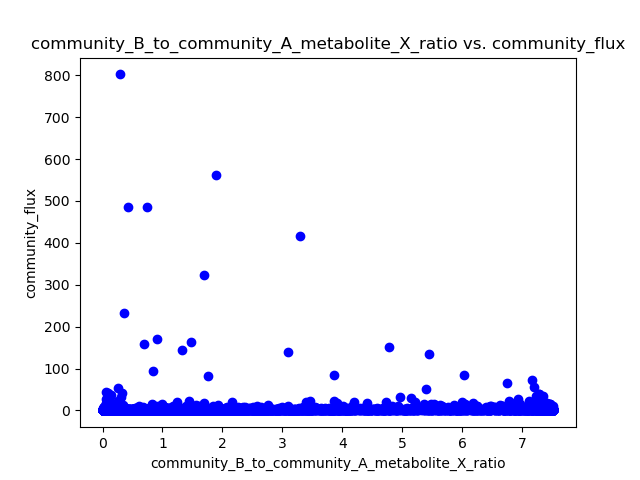 community_B_to_community_A_metabolite_X_ratio vs. community_flux
800
700
600
500
400
300
200
100
0
community_flux
0 1 2 3 4 5 6 7
community_B_to_community_A_metabolite_X_ratio